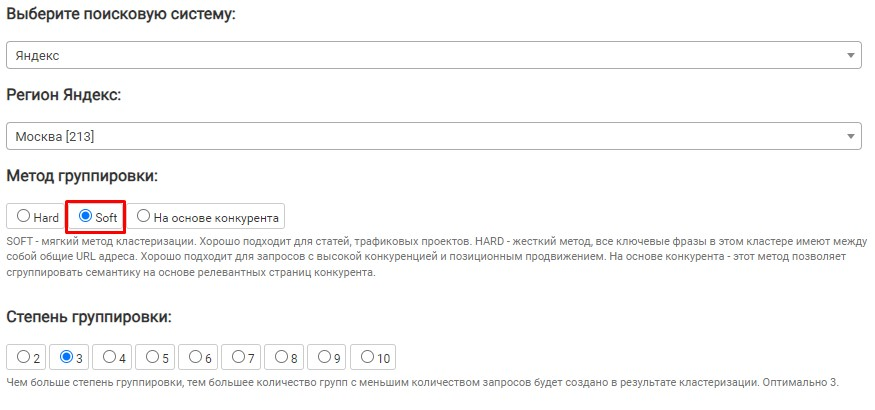 Выберите поисковую систему:
Яндекс
Регион Яндекс:
Москва [213]
Метод группировки:
Hard Soft На основе конкурента
SOFT - мягкий метод кластеризации. Хорошо подходит для статей, трафиковых проектов. HARD - жесткий метод, все ключевые фразы в этом кластере имеют между
собой общие URL адреса. Хорошо подходит для запросов с высокой конкуренцией и позиционным продвижением. На основе конкурента - этот метод позволяет
сгруппировать семантику на основе релевантных страниц конкурента.
Степень группировки:
2 3 4 5 6 7 8 9 10
Чем больше степень группировки, тем большее количество групп с меньшим количеством запросов будет создано в результате кластеризации. Оптимально 3.